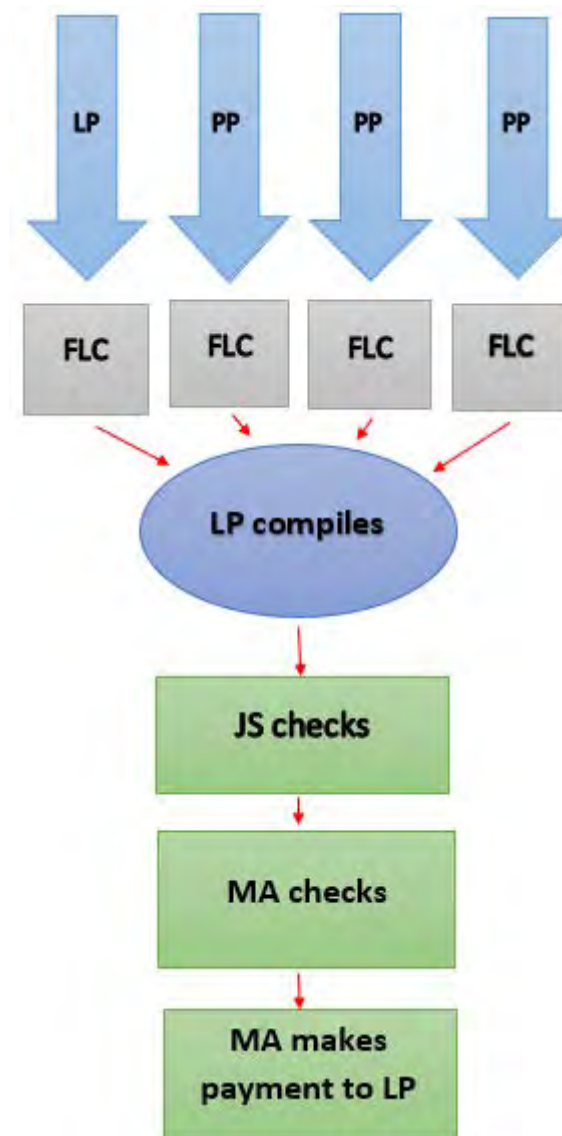 LP
PP
PP
PP
FLC
FLC
FLC
FLC
LP compiles
JS checks
MA checks
MA makes
payment to LP